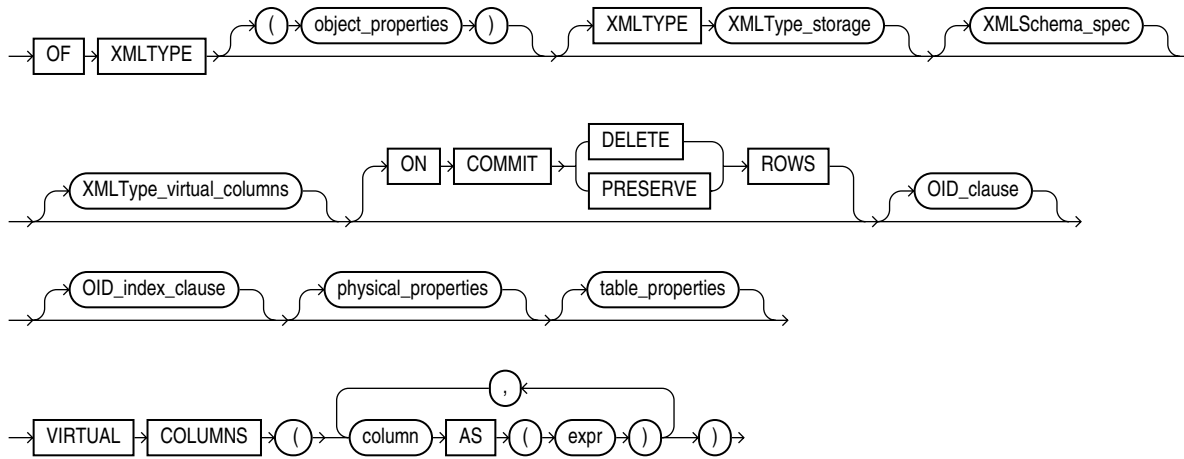 OF XMLTYPE ( object_properties ) XMLTYPE XMLType_storage XMLSchema_spec
XMLType_virtual_columns ON COMMIT DELETE PRESERVE ROWS OID_clause
OID_index_clause physical_properties table_properties
VIRTUAL COLUMNS ( column AS ( expr ) , )